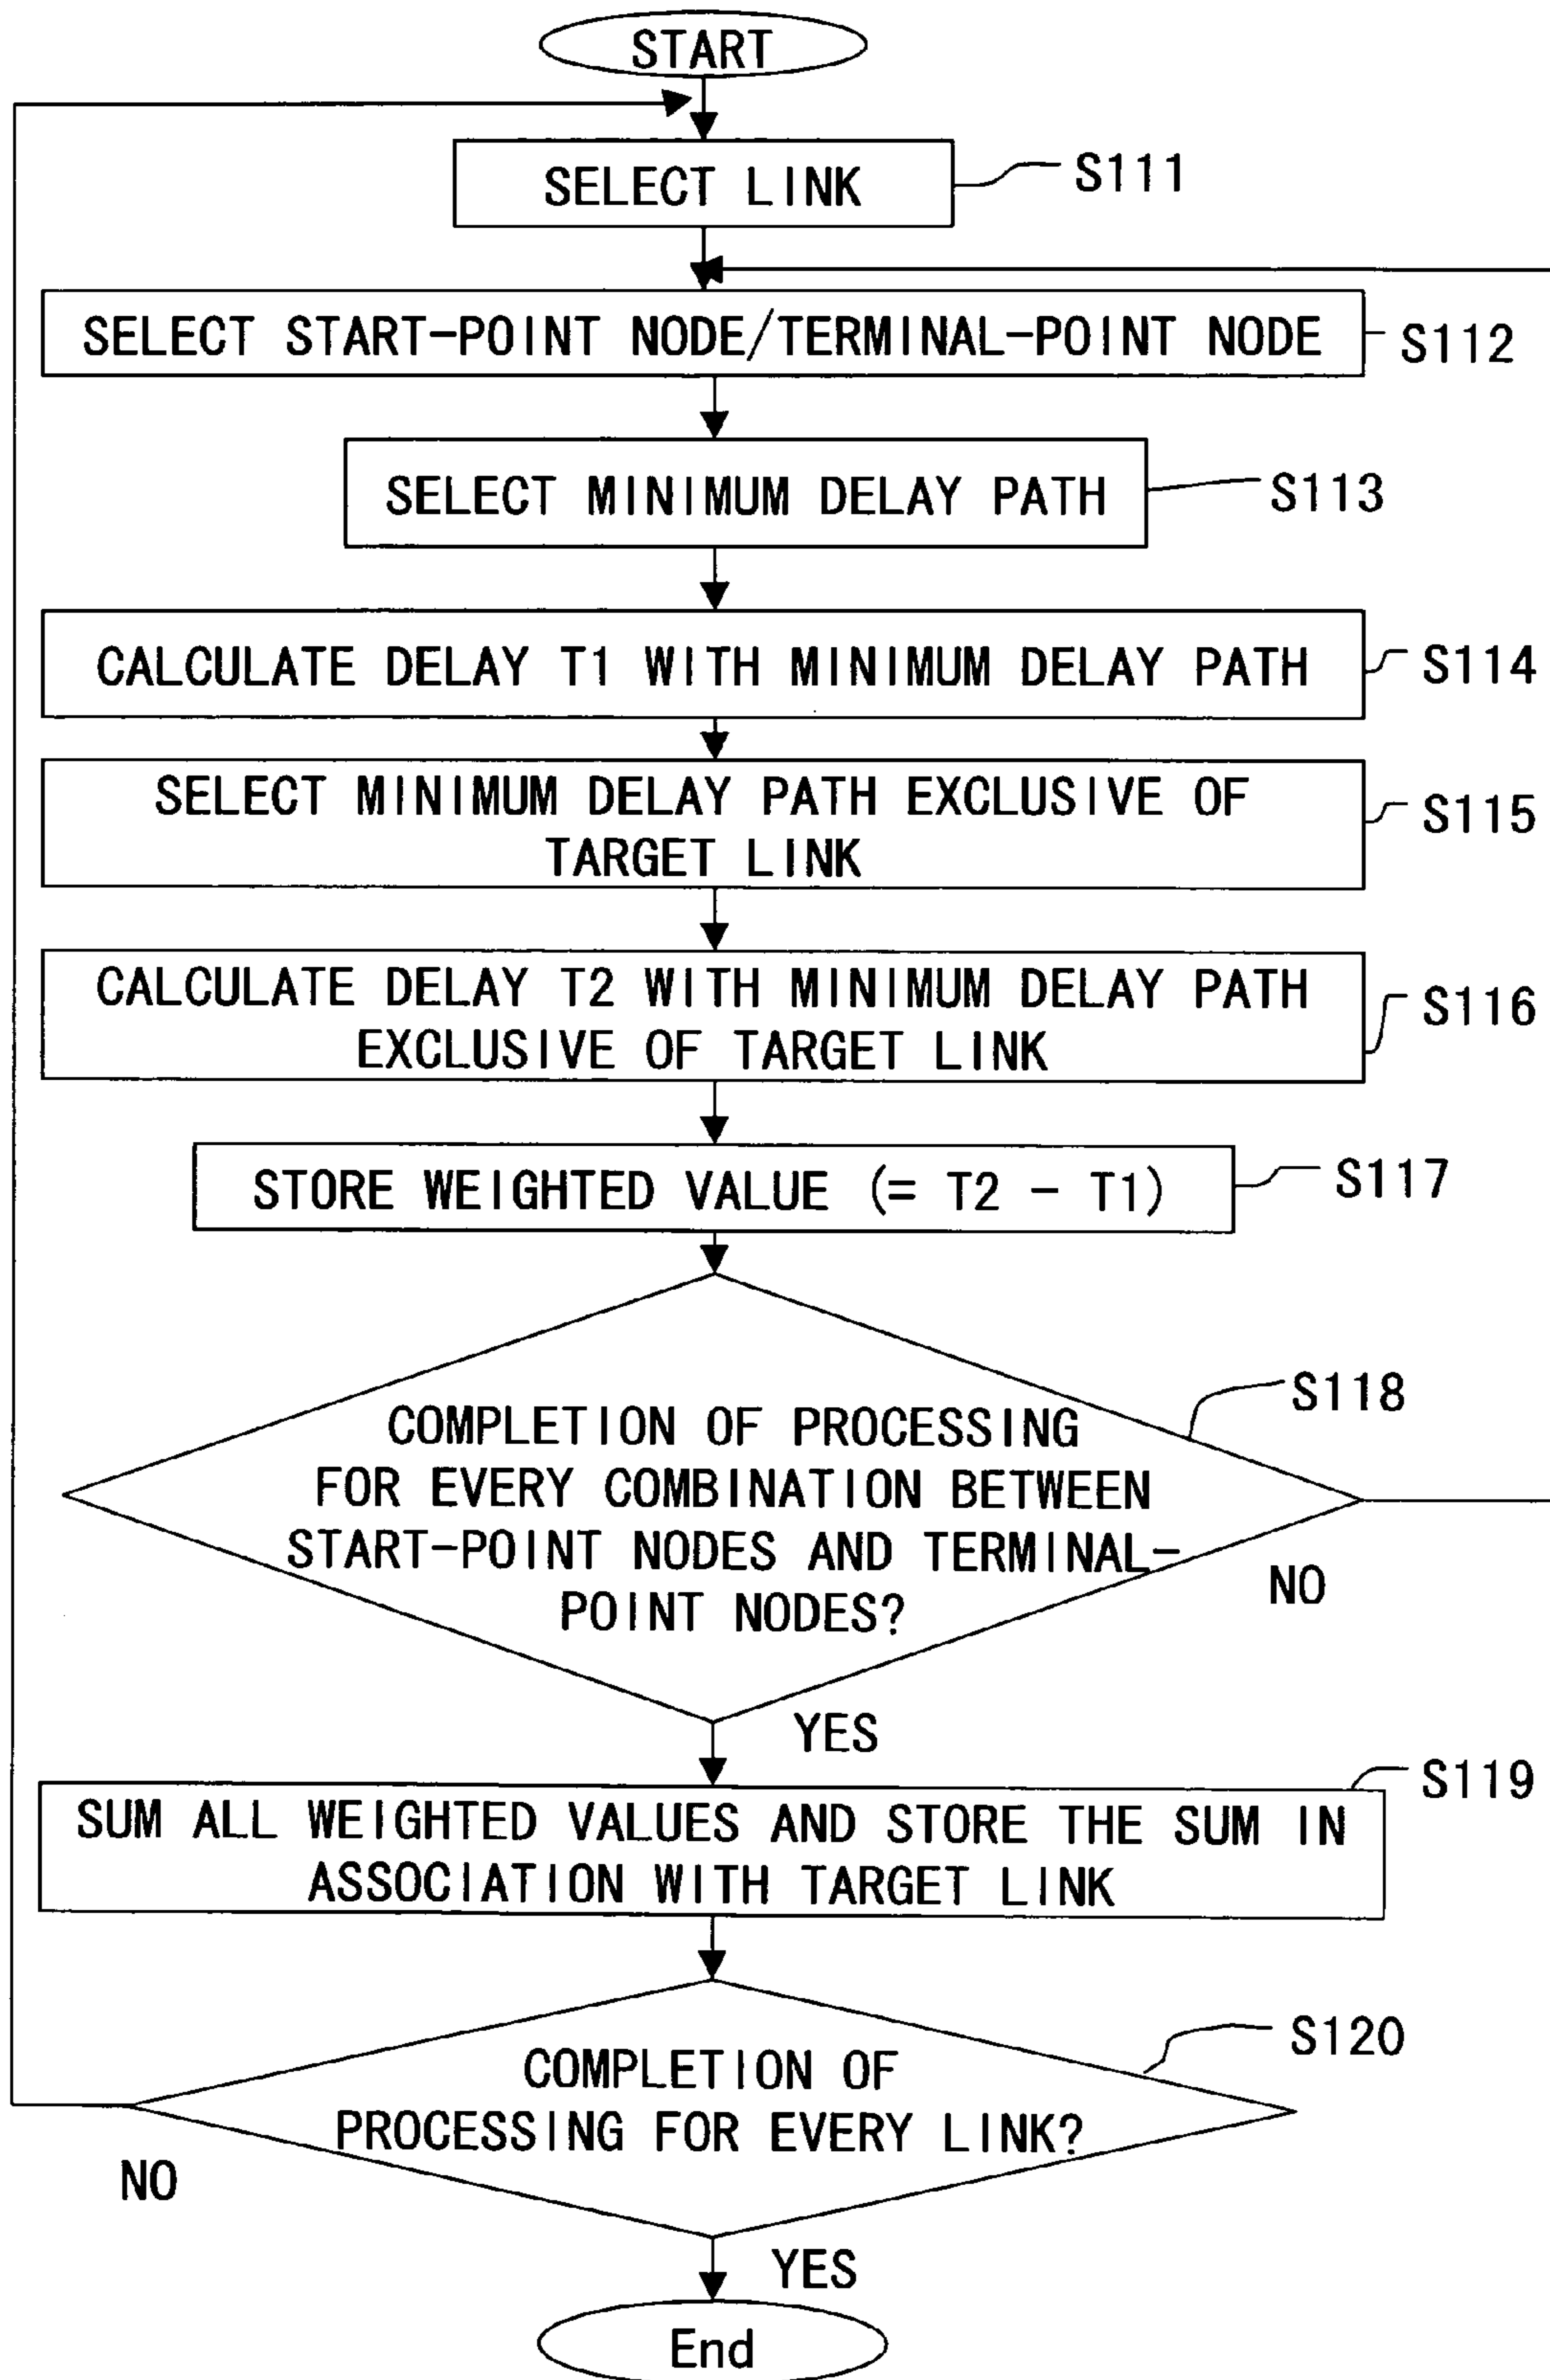 START
SELECT LINK
S111
SELECT START-POINT NODE/TERMINAL-POINT NODE
S112
SELECT MINIMUM DELAY PATH
S113
CALCULATE DELAY T1 WITH MINIMUM DELAY PATH
S114
SELECT MINIMUM DELAY PATH EXCLUSIVE OF
TARGET LINK
S115
CALCULATE DELAY T2 WITH MINIMUM DELAY PATH
EXCLUSIVE OF TARGET LINK
S116
STORE WEIGHTED VALUE (= T2 - T1)
S117
COMPLETION OF PROCESSING
FOR EVERY COMBINATION BETWEEN
START-POINT NODES AND TERMINAL-
POINT NODES?
S118
NO
YES
SUM ALL WEIGHTED VALUES AND STORE THE SUM IN
ASSOCIATION WITH TARGET LINK
S119
COMPLETION OF
PROCESSING FOR EVERY LINK?
S120
NO
YES
End